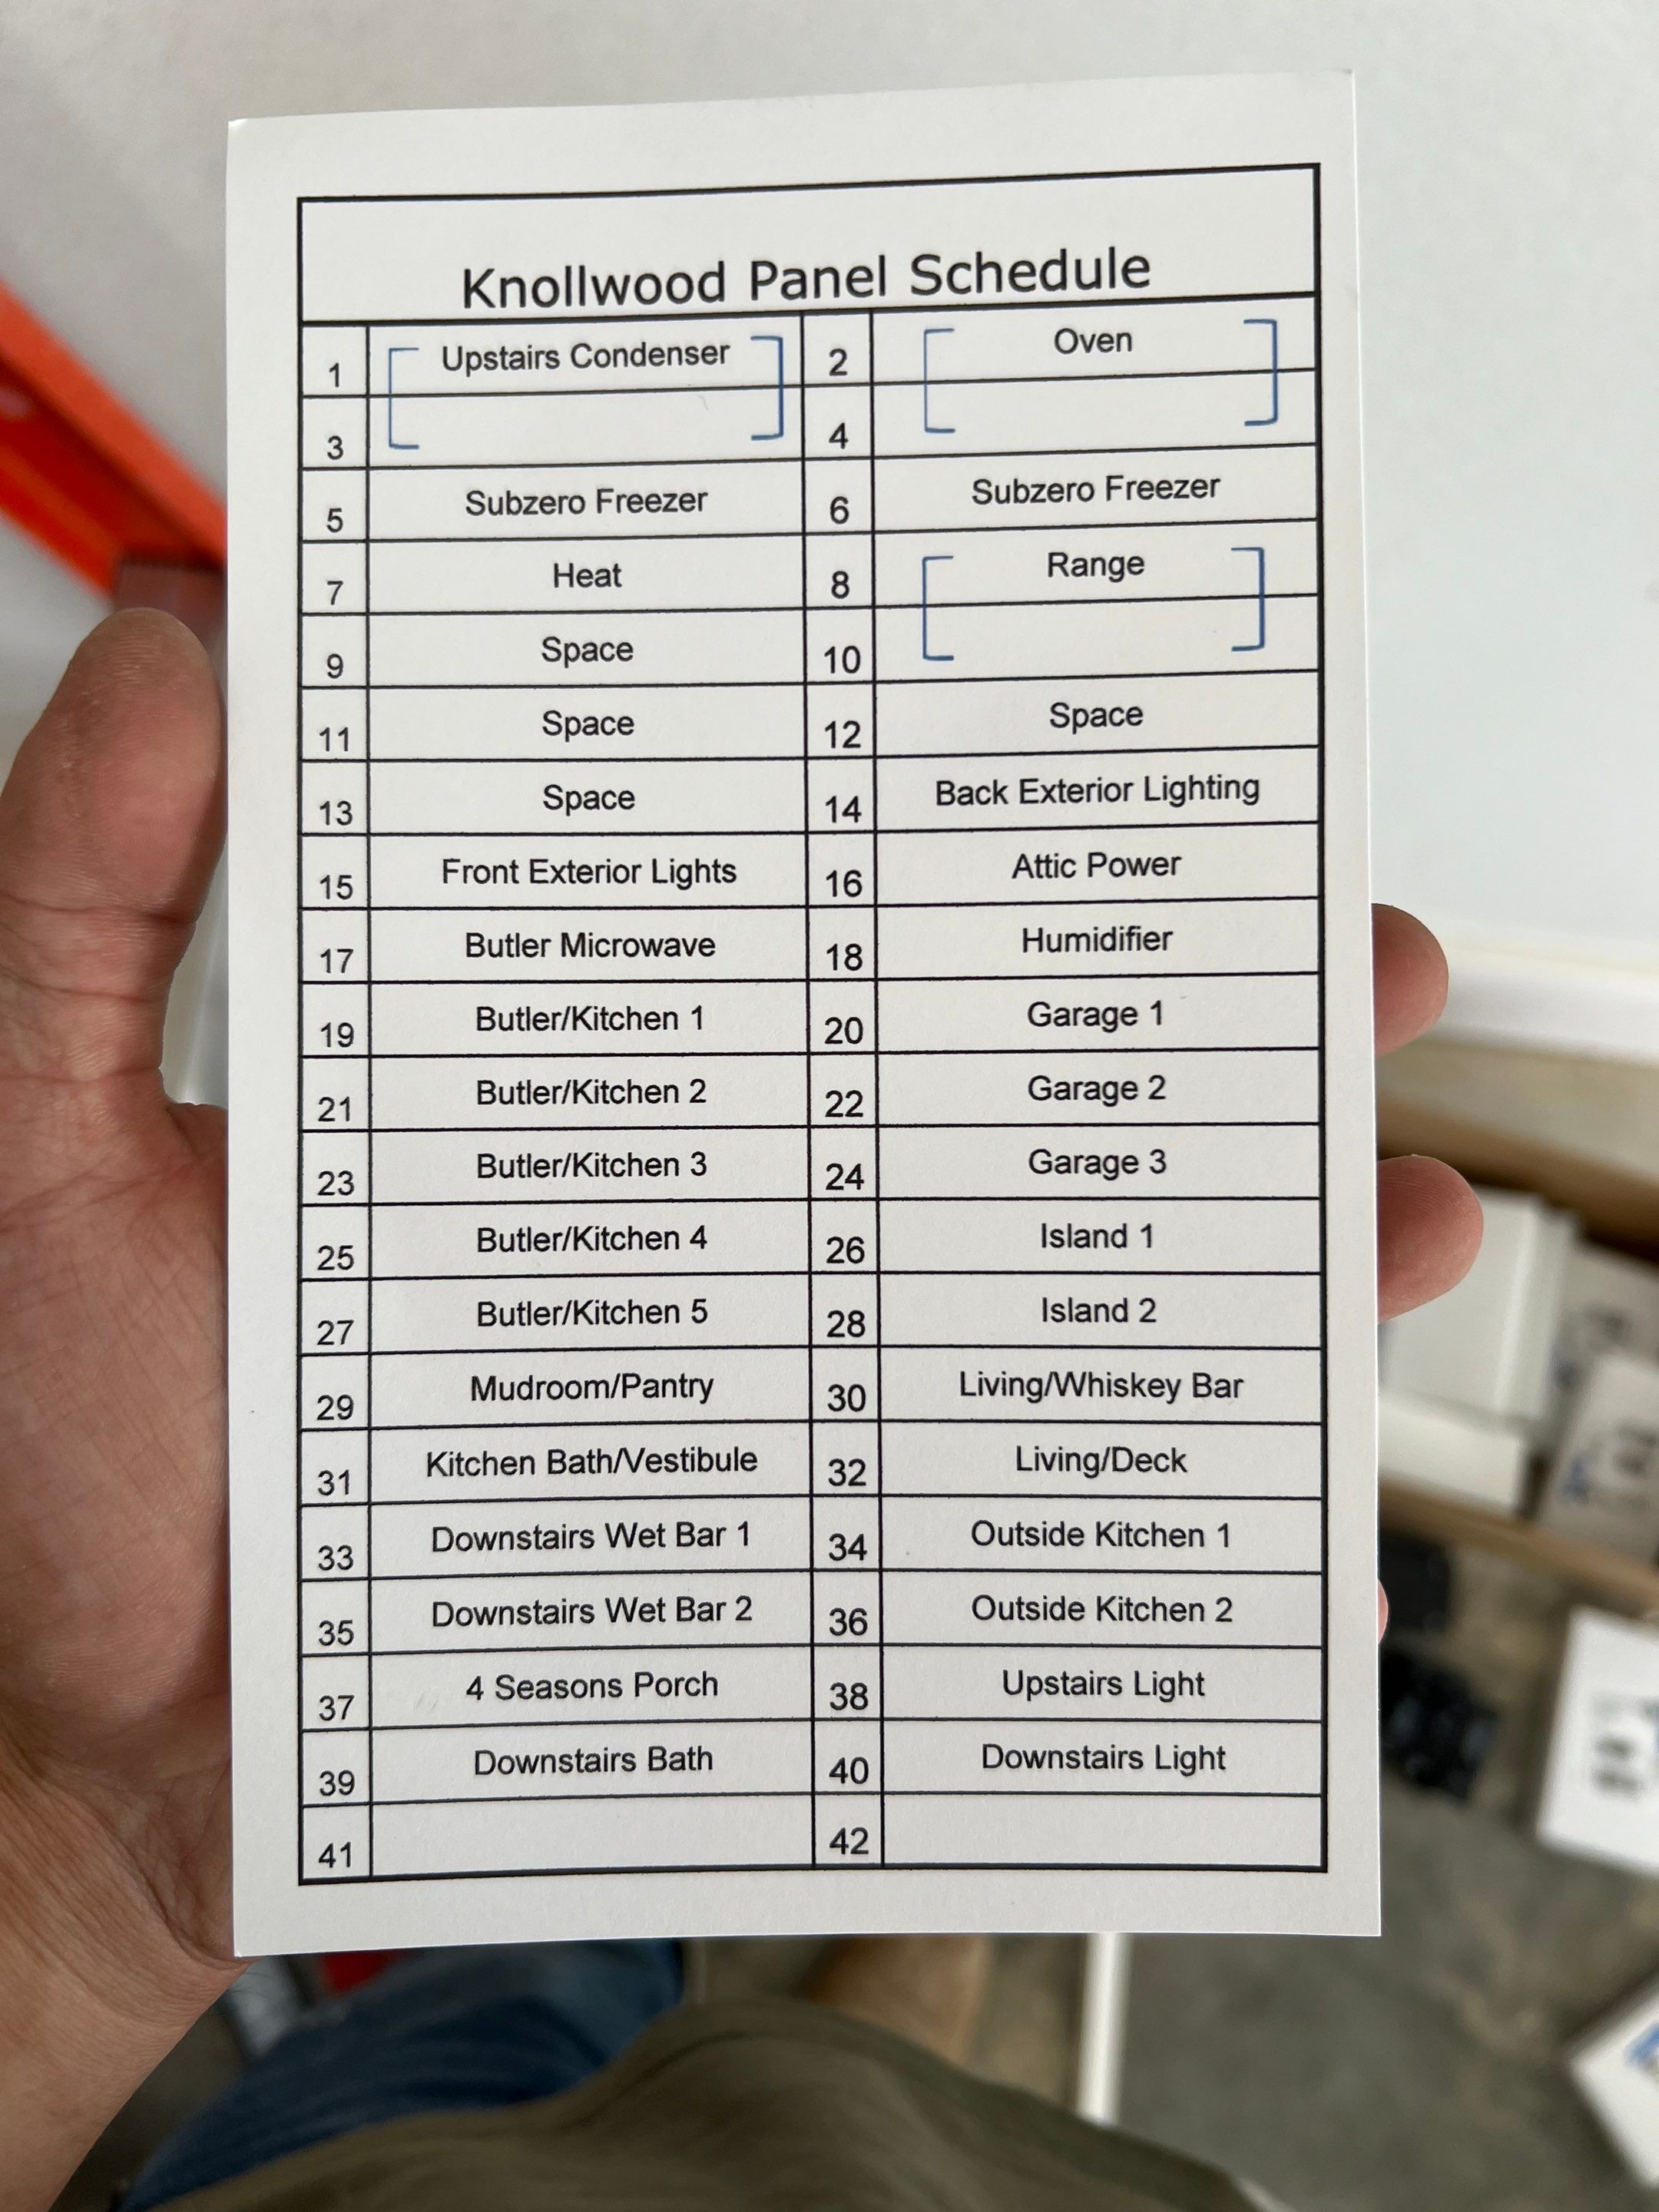 Knollwood Panel Schedule
1 Upstairs Condenser 2 Oven
3 4
5 Subzero Freezer 6 Subzero Freezer
7 Heat 8 Range
9 Space 10
11 Space 12 Space
13 Space 14 Back Exterior Lighting
15 Front Exterior Lights 16 Attic Power
17 Butler Microwave 18 Humidifier
19 Butler/Kitchen 1 20 Garage 1
21 Butler/Kitchen 2 22 Garage 2
23 Butler/Kitchen 3 24 Garage 3
25 Butler/Kitchen 4 26 Island 1
27 Butler/Kitchen 5 28 Island 2
29 Mudroom/Pantry 30 Living/Whiskey Bar
31 Kitchen Bath/Vestibule 32 Living/Deck
33 Downstairs Wet Bar 1 34 Outside Kitchen 1
35 Downstairs Wet Bar 2 36 Outside Kitchen 2
37 4 Seasons Porch 38 Upstairs Light
39 Downstairs Bath 40 Downstairs Light
41 42